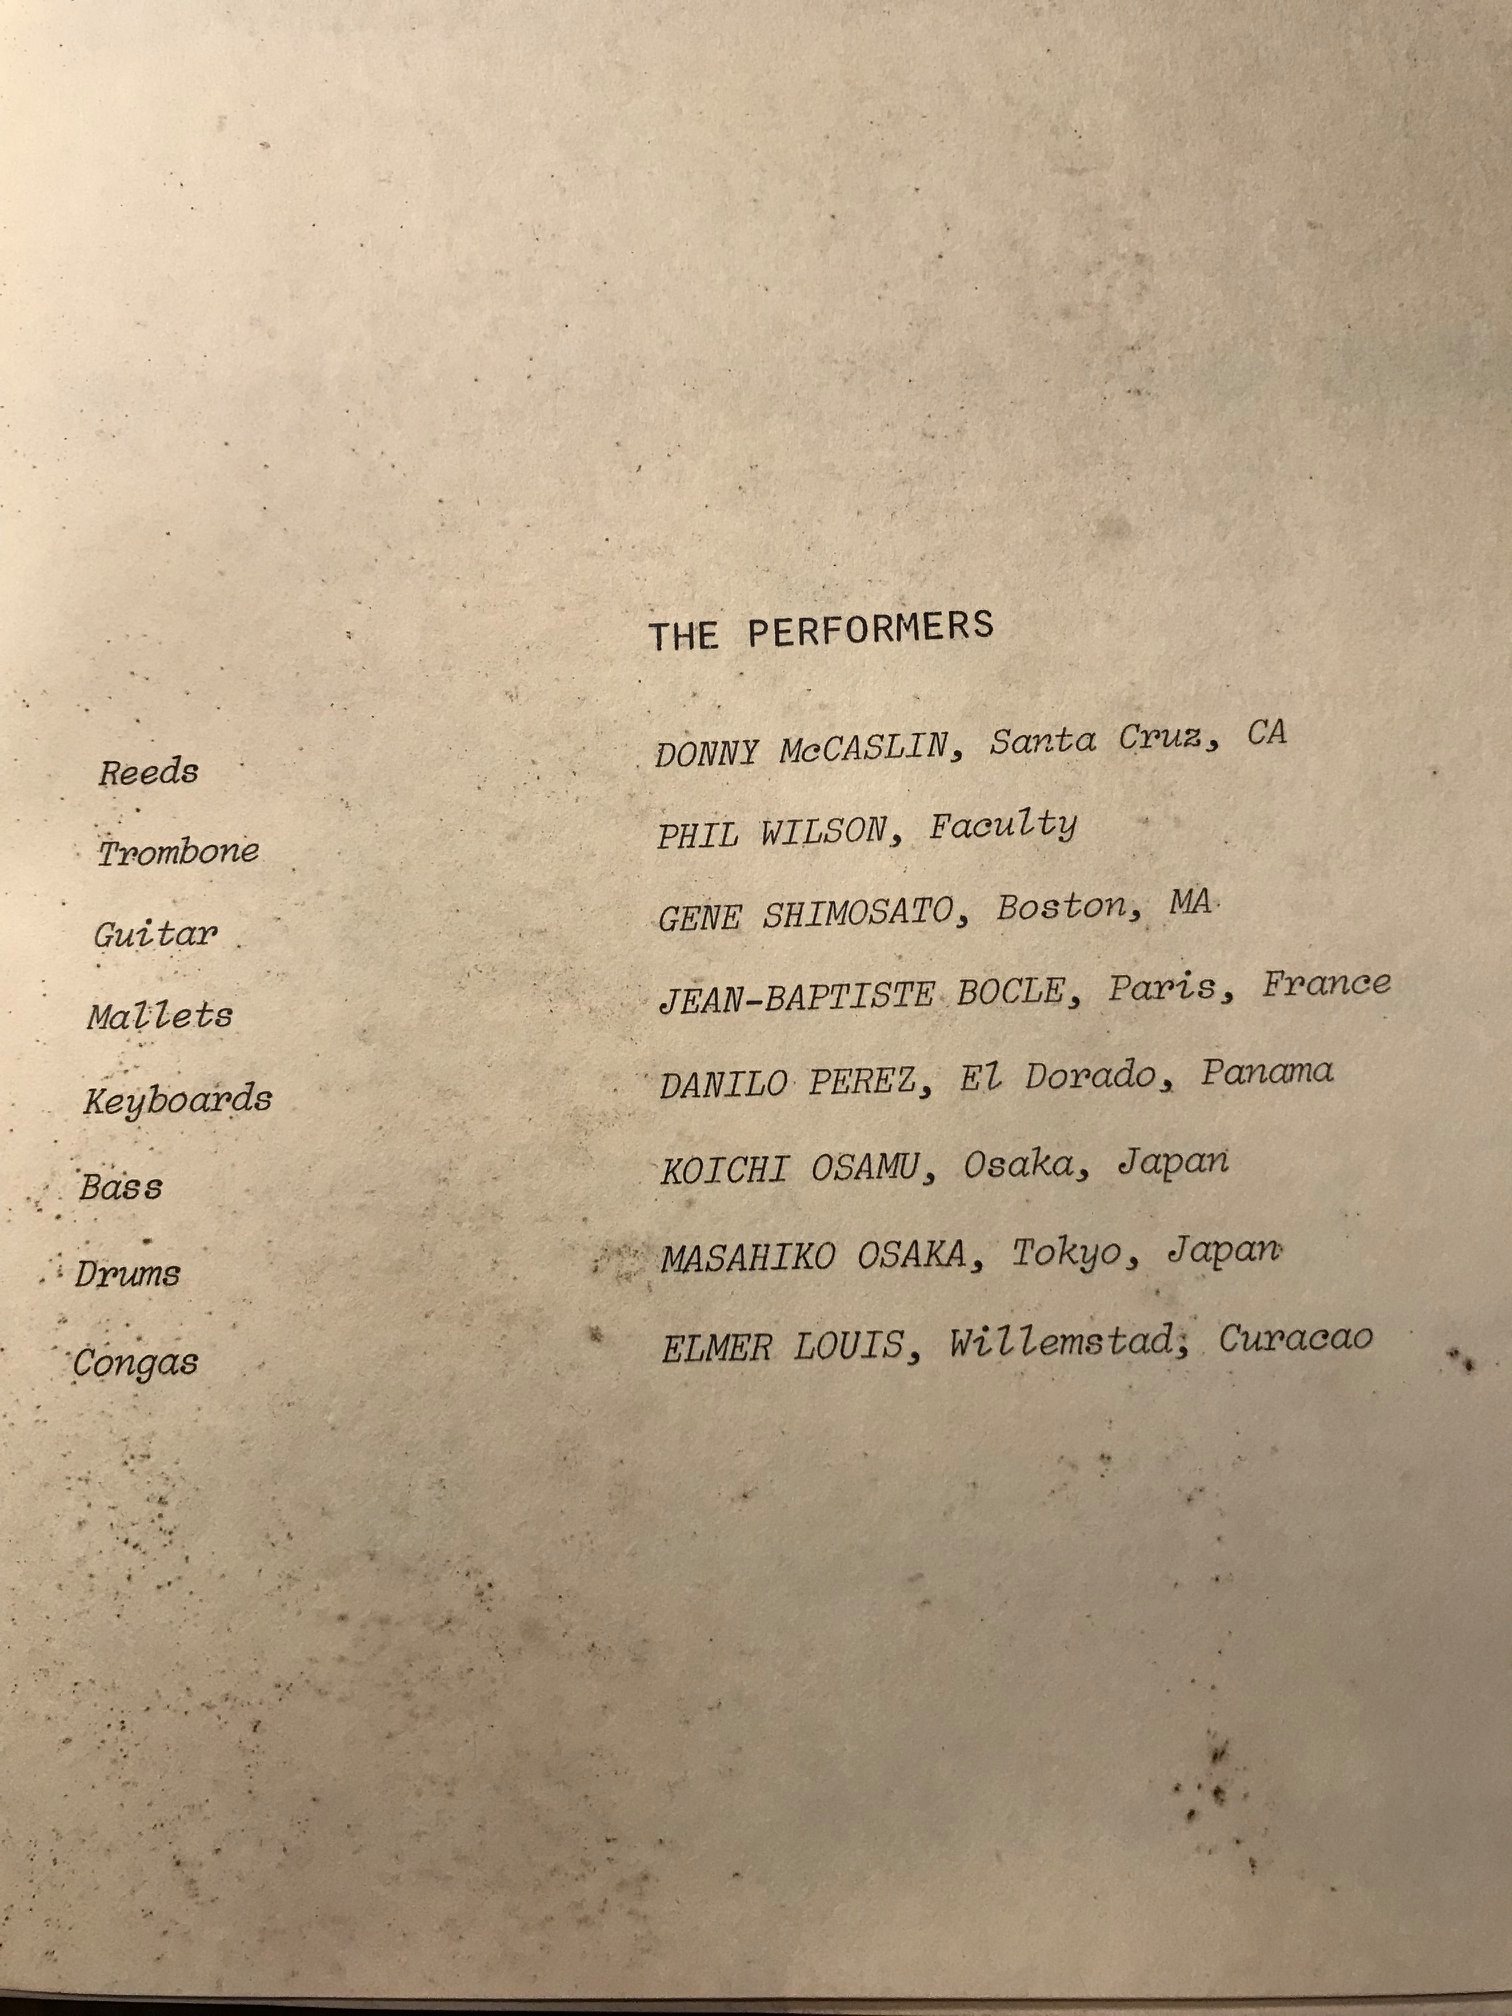 THE PERFORMERS
Reeds DONNY McCASLIN, Santa Cruz, CA
Trombone PHIL WILSON, Faculty
Guitar GENE SHIMOSATO, Boston, MA
Mallets JEAN-BAPTISTE BOCLE, Paris, France
Keyboards DANILO PEREZ, El Dorado, Panama
Bass KOICHI OSAMU, Osaka, Japan
Drums MASAHIKO OSAKA, Tokyo, Japan
Congas ELMER LOUIS, Willemstad, Curacao